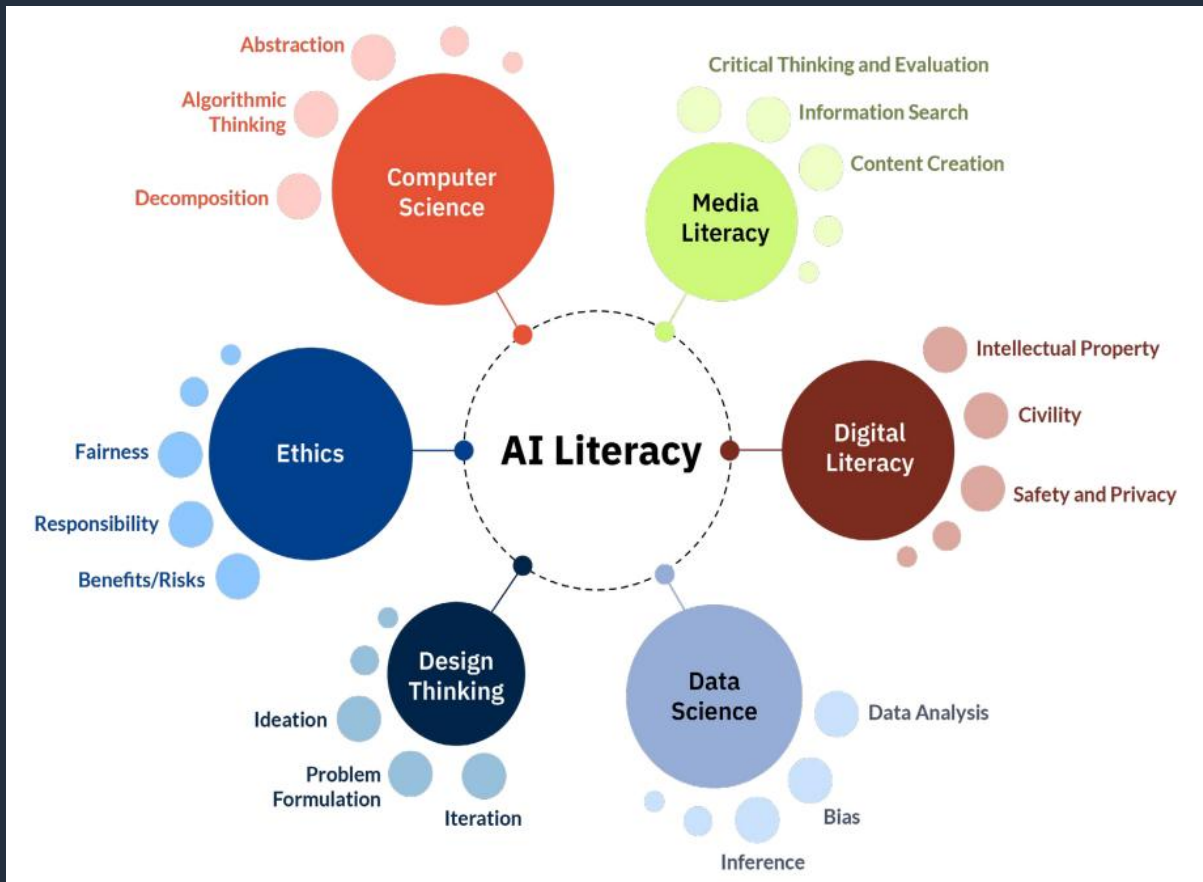 Abstraction
Algorithmic
Thinking
Decomposition
Computer
Science
Critical Thinking and Evaluation
Information Search
Content Creation
Media
Literacy
Intellectual Property
Civility
Safety and Privacy
Digital
Literacy
AI Literacy
Ethics
Fairness
Responsibility
Benefits/Risks
Design
Thinking
Ideation
Problem
Formulation
Iteration
Data
Science
Data Analysis
Bias
Inference